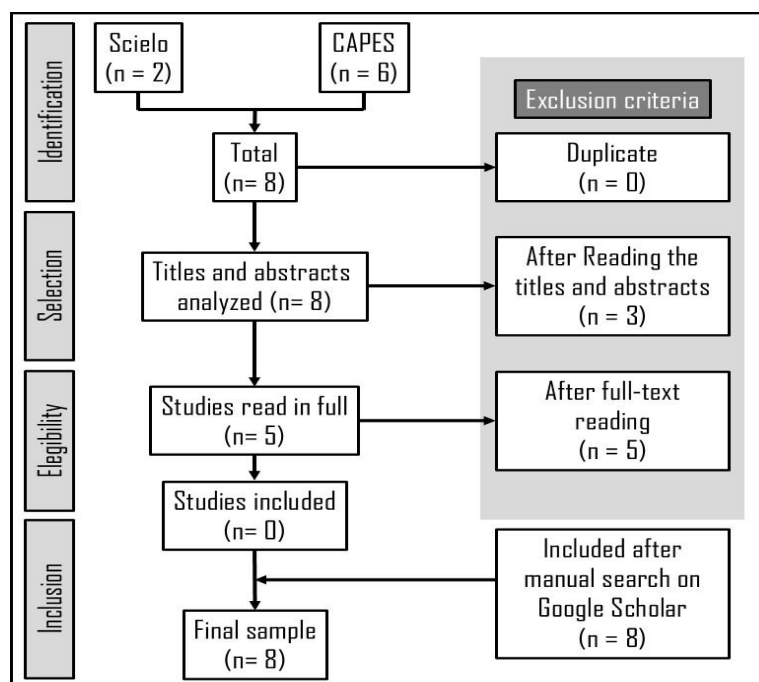 Identification
Scielo
(n = 2)
CAPES
(n = 6)
Exclusion criteria
Total
(n= 8)
Duplicate
(n = 0)
Selection
Titles and abstracts
analyzed (n= 8)
After Reading the
titles and abstracts
(n = 3)
Elegibility
Studies read in full
(n= 5)
After full-text
reading
(n = 5)
Studies included
(n= 0)
Inclusion
Included after
manual search on
Google Scholar
(n = 8)
Final sample
(n= 8)